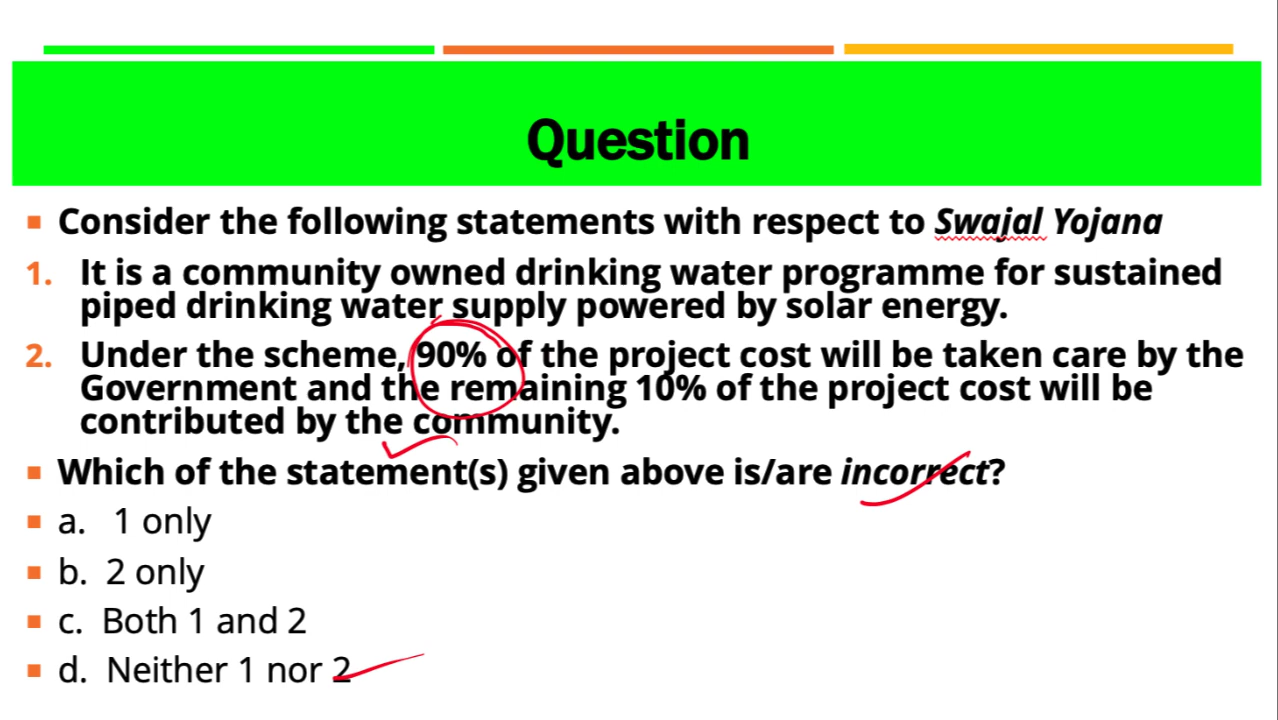 Question
Consider the following statements with respect to Swajal Yojana
1. It is a community owned drinking water programme for sustained
piped drinking water supply powered by solar energy.
2. Under the scheme, 90% of the project cost will be taken care by the
Government and the remaining 10% of the project cost will be
contributed by the community.
Which of the statement(s) given above is/are incorrect?
a. 1 only
b. 2 only
c. Both 1 and 2
d. Neither 1 nor 2